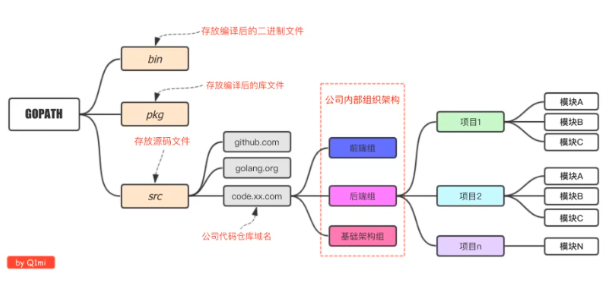 存放编译后的二进制文件
bin
存放编译后的库文件
公司内部组织架构
GOPATH
pkg
项目1
模块A
模块B
模块C
存放源码文件
github.com
前端组
golang.org
src
code.xx.com
后端组
项目2
模块A
模块B
模块C
公司代码仓库域名
基础架构组
项目n
模块N
by Q1mi